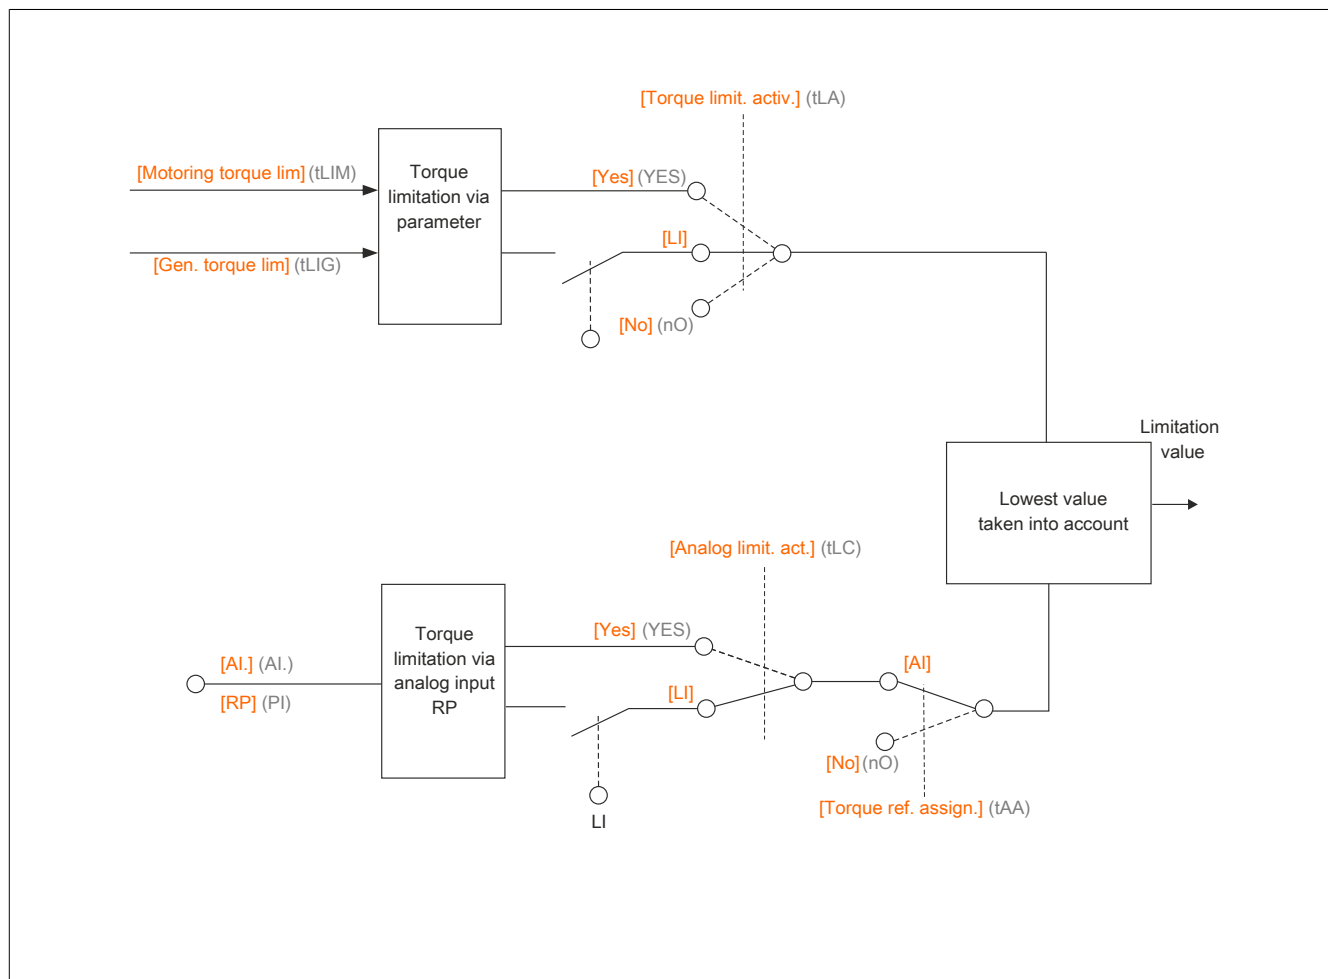 [Torque limit. activ.] (tLA)
[Motoring torque lim] (tLIM)
Torque
limitation via
parameter
[Yes] (YES)
[LI]
[Gen. torque lim] (tLIG)
[No] (nO)
Limitation
value
Lowest value
taken into account
[Analog limit. act.] (tLC)
Torque
limitation via
analog input
RP
[Yes] (YES)
[AI.] (AI.)
[RP] (PI)
[LI]
[AI]
[No] (nO)
[Torque ref. assign.] (tAA)
LI